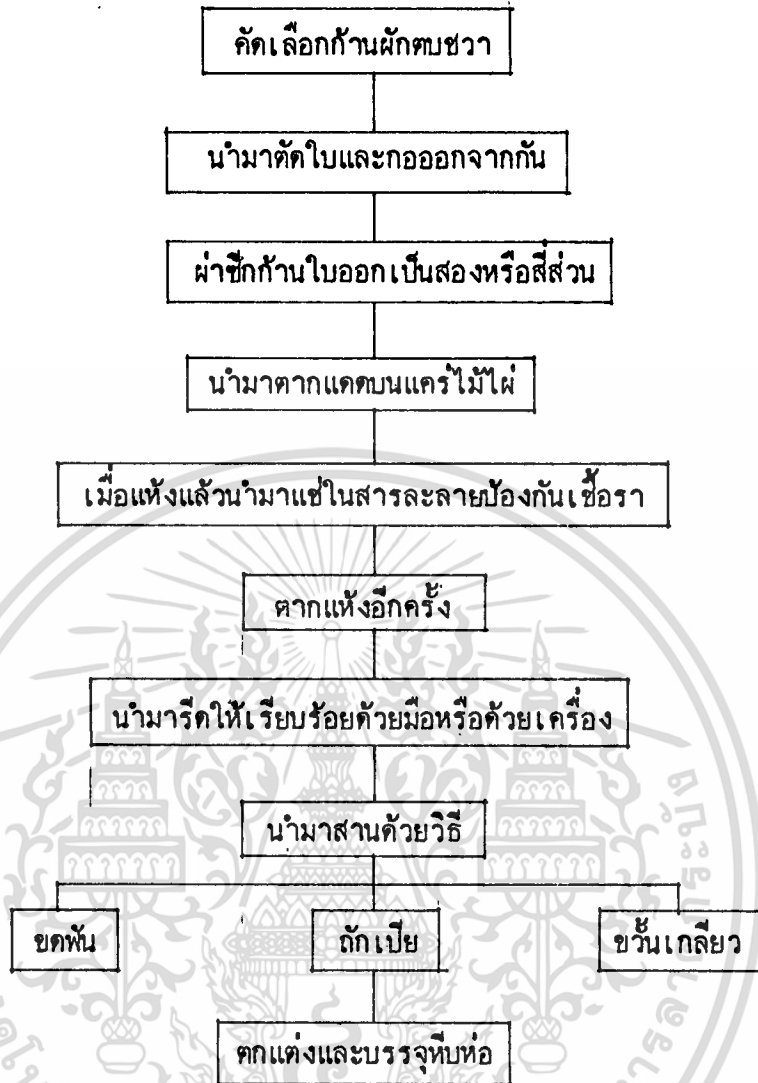 คัดเลือกก้านผักตบชวา
นำมาตัดใบและกอออกจากกัน
ผ่าซีกก้านใบออกเป็นสองหรือสี่ส่วน
นำมาตากแดดบนแคร่ไม้ไผ่
เมื่อแห้งแล้วนำมาแช่ในสารละลายป้องกันเชื้อรา
ตากแห้งอีกครั้ง
นำมารีดให้เรียบร้อยด้วยมือหรือด้วยเครื่อง
นำมาสานด้วยวิธี
ขดพัน
ถักเปีย
ขวั้นเกลียว
ตกแต่งและบรรจุหีบห่อ